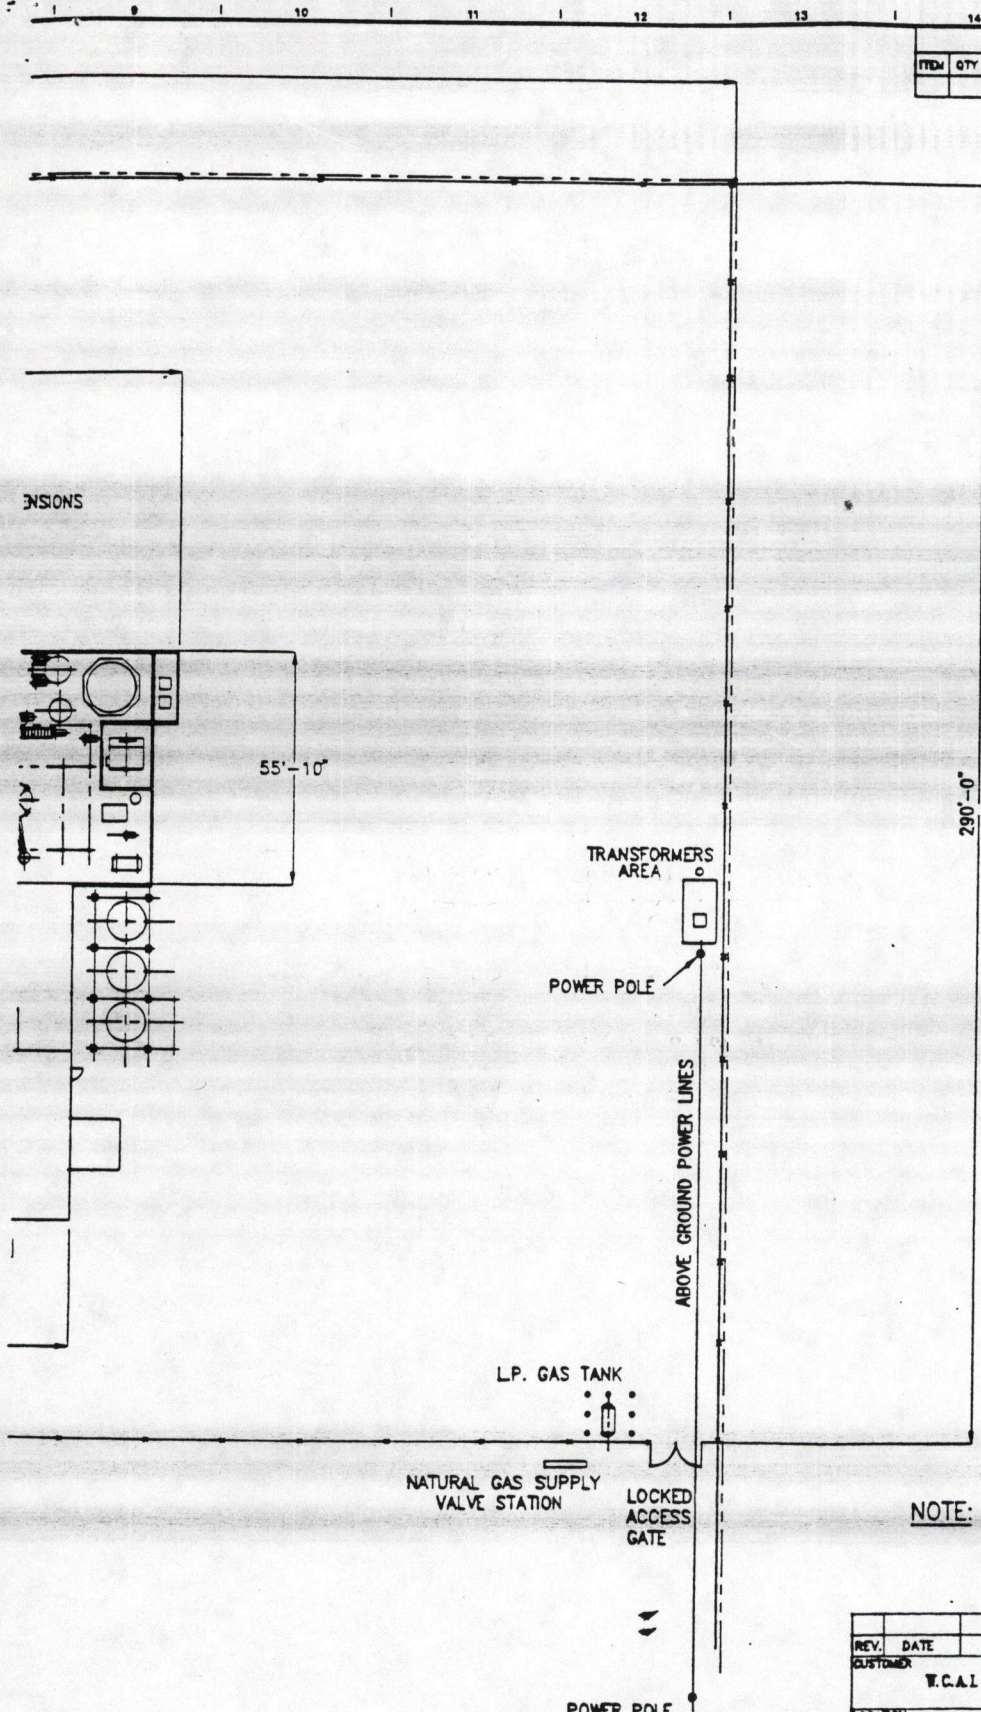 9 10 11 12 13 14
ITEM QTY
ENSIONS
55'-10"
290'-0"
TRANSFORMERS
AREA
POWER POLE
ABOVE GROUND POWER LINES
L.P. GAS TANK
NATURAL GAS SUPPLY
VALVE STATION
LOCKED
ACCESS
GATE
NOTE:
REV. DATE
CUSTOMER
W.C.A.I
POWER POLE